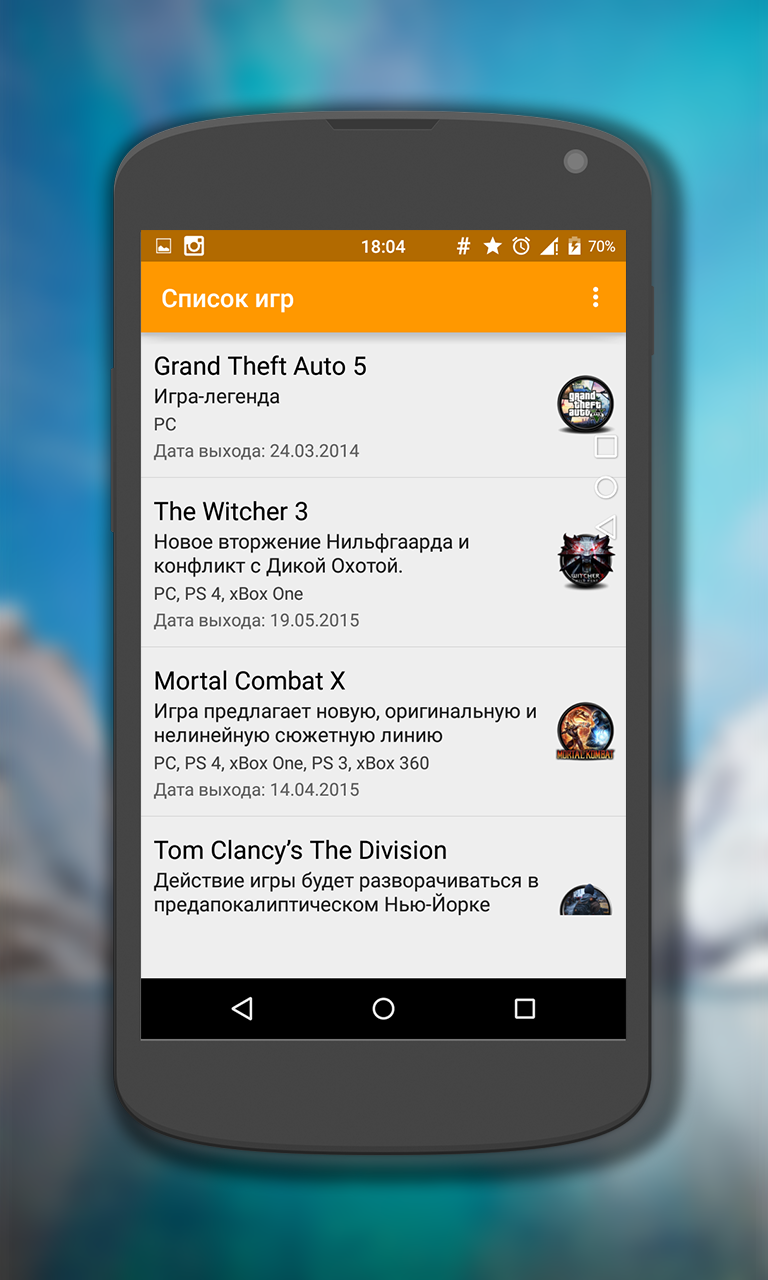 18:04 # 70%
Список игр
Grand Theft Auto 5
Игра-легенда
PC
Дата выхода: 24.03.2014
grand
theft
auto
The Witcher 3
Новое вторжение Нильфгаарда и
конфликт с Дикой Охотой.
PC, PS 4, xBox One
Дата выхода: 19.05.2015
WITCHER
Mortal Combat X
Игра предлагает новую, оригинальную и
нелинейную сюжетную линию
PC, PS 4, xBox One, PS 3, xBox 360
Дата выхода: 14.04.2015
MORTAL KOMBAT
Tom Clancy’s The Division
Действие игры будет разворачиваться в
предапокалиптическом Нью-Йорке